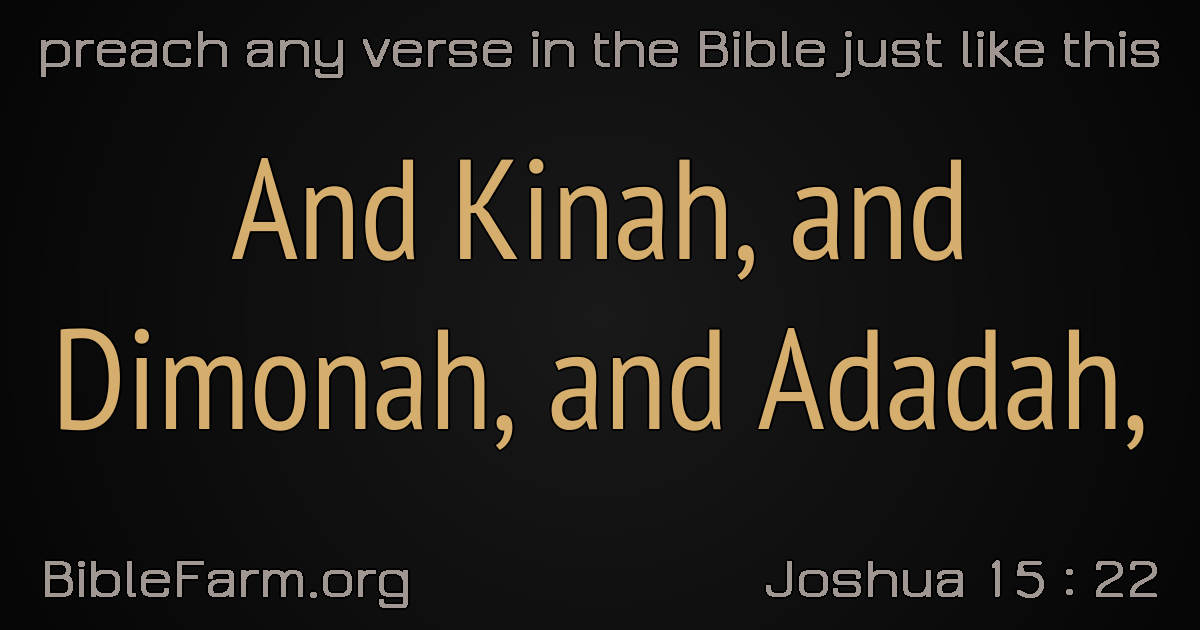 preach any verse in the Bible just like this
And Kinah, and
Dimonah, and Adadah,
BibleFarm.org
Joshua 15 : 22